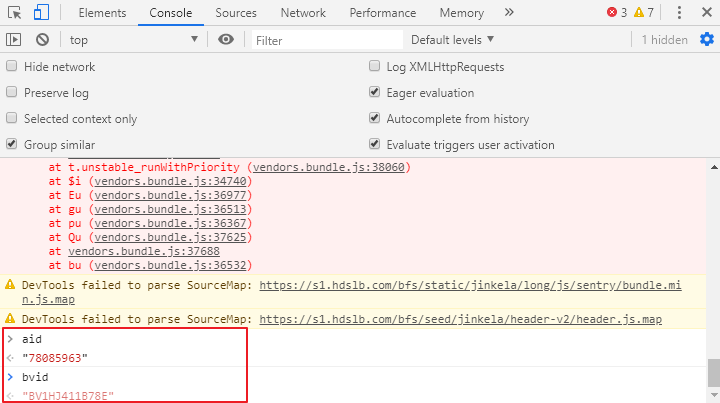 Elements Console Sources Network Performance Memory » 3 7
top Filter Default levels 1 hidden
Hide network Log XMLHttpRequests
Preserve log Eager evaluation
Selected context only Autocomplete from history
Group similar Evaluate triggers user activation
at t.unstable_runWithPriority (vendors.bundle.js:38060)
at $i (vendors.bundle.js:34740)
at Eu (vendors.bundle.js:36977)
at gu (vendors.bundle.js:36513)
at pu (vendors.bundle.js:36367)
at Qu (vendors.bundle.js:37625)
at vendors.bundle.js:37688
at bu (vendors.bundle.js:36532)
DevTools failed to parse SourceMap: https://s1.hdslb.com/bfs/static/jinkela/long/js/sentry/bundle.mi
n.js.map
DevTools failed to parse SourceMap: https://s1.hdslb.com/bfs/seed/jinkela/header-v2/header.js.map
> aid
"78085963"
> bvid
"BV1HJ411B78E"